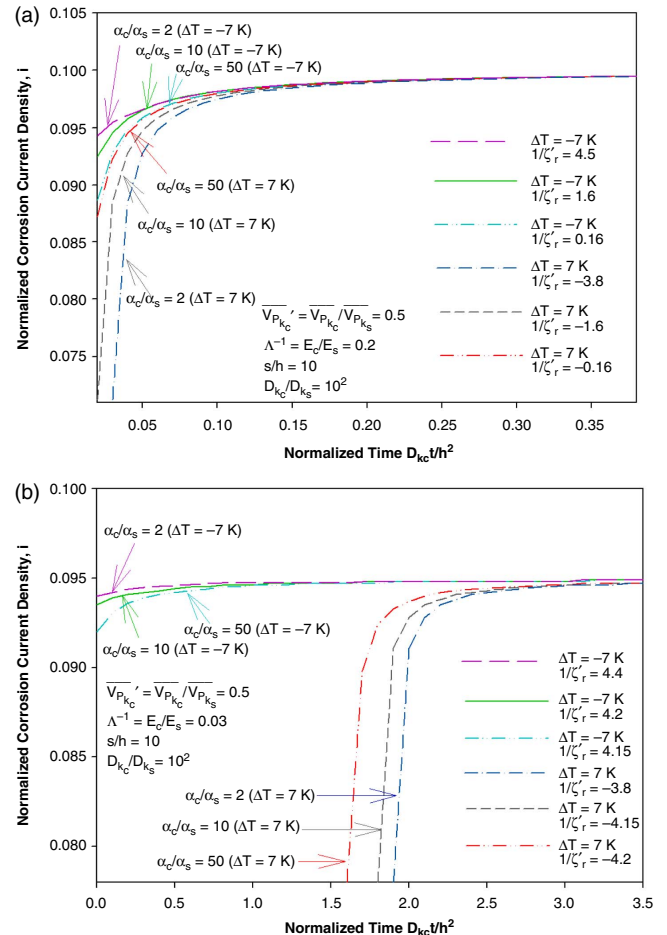 (a)
0.105
0.100
0.095
0.090
0.085
0.080
0.075
Normalized Corrosion Current Density, i
αc/αs = 2 (ΔT = −7 K)
αc/αs = 10 (ΔT = −7 K)
αc/αs = 50 (ΔT = −7 K)
αc/αs = 50 (ΔT = 7 K)
αc/αs = 10 (ΔT = 7 K)
αc/αs = 2 (ΔT = 7 K)
V̅Pkc′ = V̅Pkc/V̅Pks = 0.5
Λ⁻¹ = Ec/Es = 0.2
s/h = 10
Dkc/Dks = 10²
ΔT = −7 K
1/ζ′r = 4.5
ΔT = −7 K
1/ζ′r = 1.6
ΔT = −7 K
1/ζ′r = 0.16
ΔT = 7 K
1/ζ′r = −3.8
ΔT = 7 K
1/ζ′r = −1.6
ΔT = 7 K
1/ζ′r = −0.16
0.05 0.10 0.15 0.20 0.25 0.30 0.35
Normalized Time Dkct/h²
(b)
0.100
0.095
0.090
0.085
0.080
Normalized Corrosion Current Density, i
αc/αs = 2 (ΔT = −7 K)
αc/αs = 50 (ΔT = −7 K)
αc/αs = 10 (ΔT = −7 K)
V̅Pkc′ = V̅Pkc/V̅Pks = 0.5
Λ⁻¹ = Ec/Es = 0.03
s/h = 10
Dkc/Dks = 10²
αc/αs = 2 (ΔT = 7 K)
αc/αs = 10 (ΔT = 7 K)
αc/αs = 50 (ΔT = 7 K)
ΔT = −7 K
1/ζ′r = 4.4
ΔT = −7 K
1/ζ′r = 4.2
ΔT = −7 K
1/ζ′r = 4.15
ΔT = 7 K
1/ζ′r = −3.8
ΔT = 7 K
1/ζ′r = −4.15
ΔT = 7 K
1/ζ′r = −4.2
0.0 0.5 1.0 1.5 2.0 2.5 3.0 3.5
Normalized Time Dkct/h²